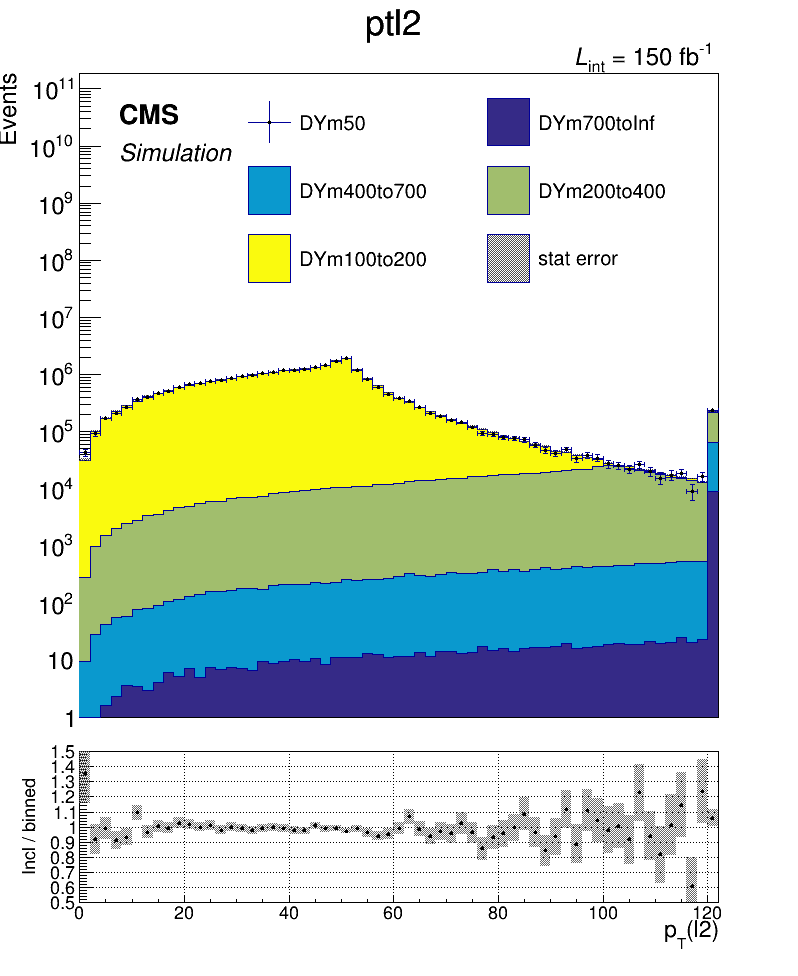 ptl2
L_int = 150 fb^-1
Events
CMS
Simulation
DYm50
DYm700toInf
DYm400to700
DYm200to400
DYm100to200
stat error
10^11
10^10
10^9
10^8
10^7
10^6
10^5
10^4
10^3
10^2
10
1
Incl / binned
1.5
1.4
1.3
1.2
1.1
1
0.9
0.8
0.7
0.6
0.5
0 20 40 60 80 100 120
p_T(l2)